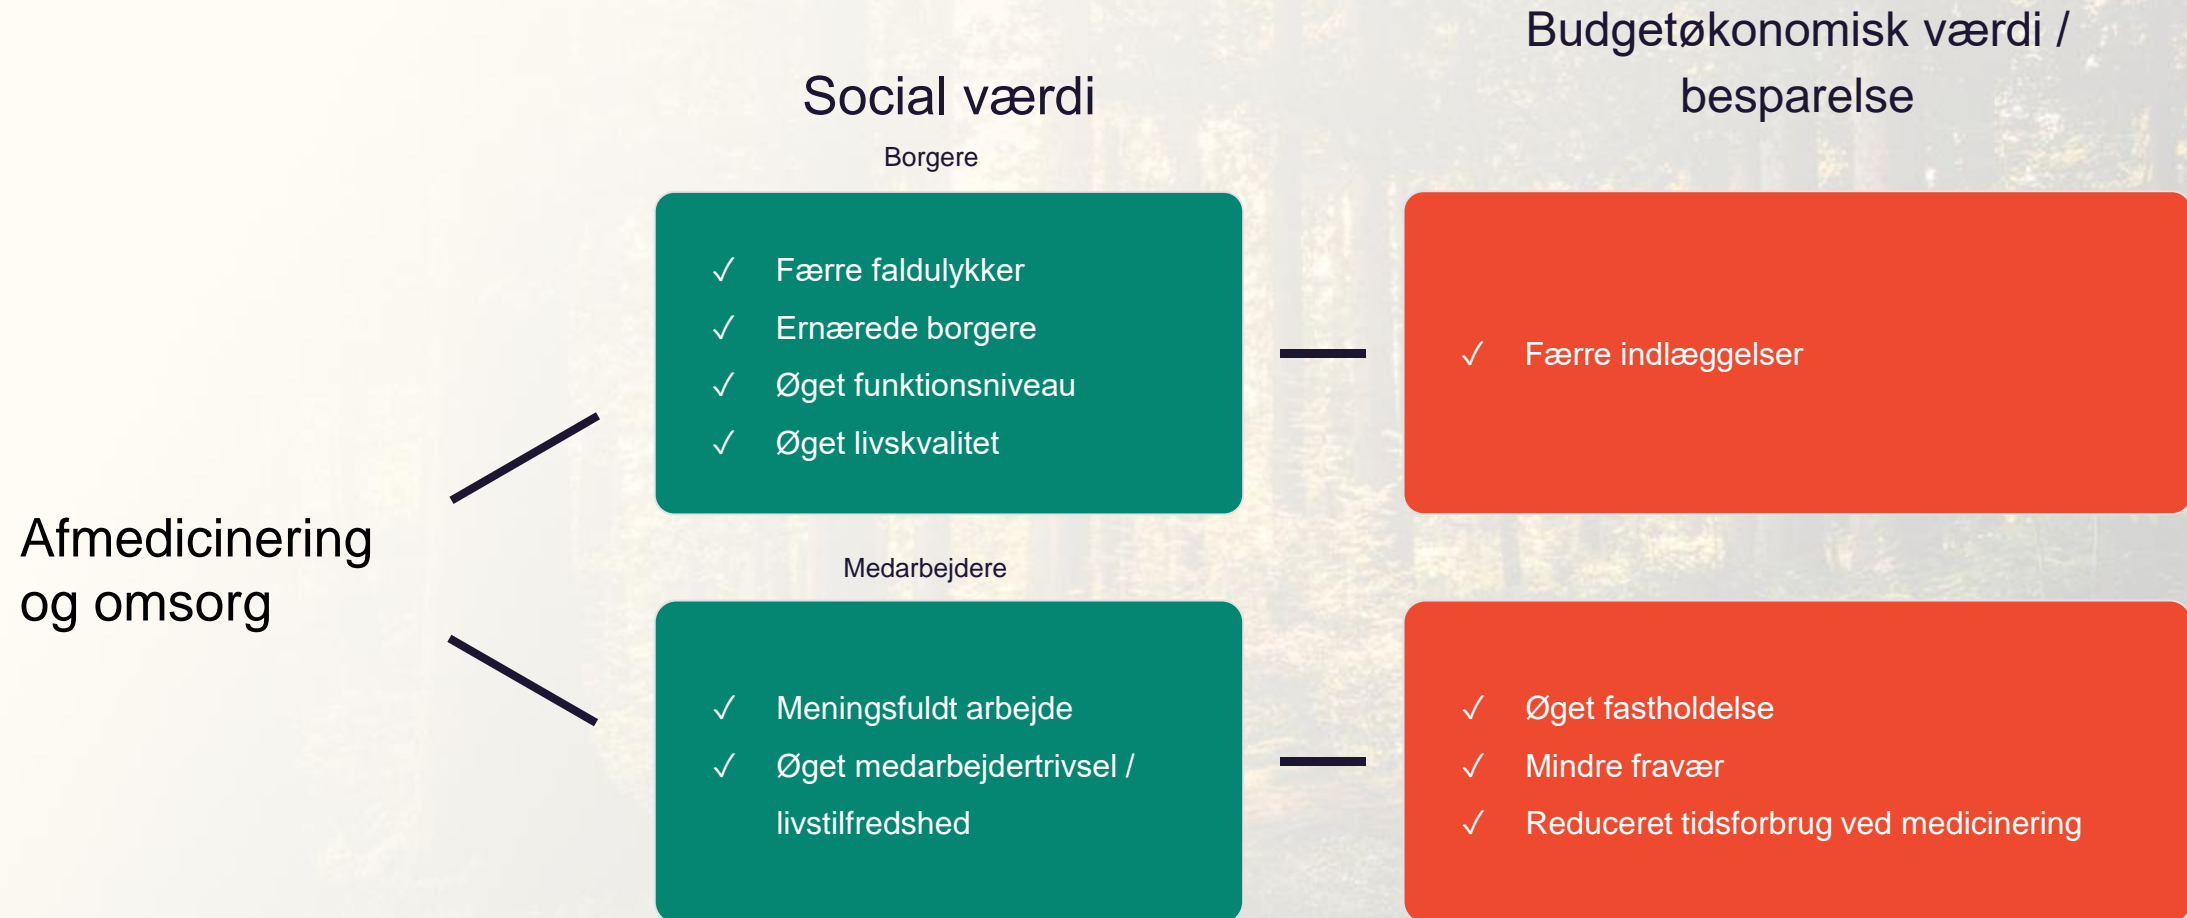 Budgetøkonomisk værdi /
besparelse
Social værdi
Borgere
✓ Færre faldulykker
✓ Ernærede borgere
✓ Øget funktionsniveau
✓ Øget livskvalitet
✓ Færre indlæggelser
Afmedicinering
og omsorg
Medarbejdere
✓ Meningsfuldt arbejde
✓ Øget medarbejdertrivsel /
livstilfredshed
✓ Øget fastholdelse
✓ Mindre fravær
✓ Reduceret tidsforbrug ved medicinering